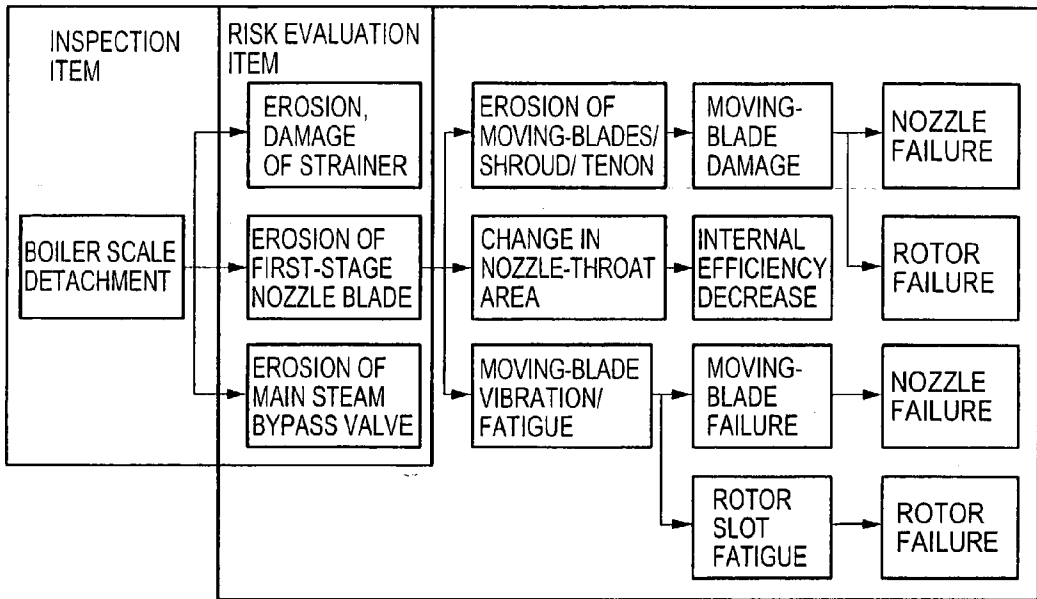 INSPECTION
ITEM
RISK EVALUATION
ITEM
BOILER SCALE
DETACHMENT
EROSION,
DAMAGE
OF STRAINER
EROSION OF
FIRST-STAGE
NOZZLE BLADE
EROSION OF
MAIN STEAM
BYPASS VALVE
EROSION OF
MOVING-BLADES/
SHROUD/ TENON
CHANGE IN
NOZZLE-THROAT
AREA
MOVING-BLADE
VIBRATION/
FATIGUE
MOVING-
BLADE
DAMAGE
INTERNAL
EFFICIENCY
DECREASE
MOVING-
BLADE
FAILURE
ROTOR
SLOT
FATIGUE
NOZZLE
FAILURE
ROTOR
FAILURE
NOZZLE
FAILURE
ROTOR
FAILURE